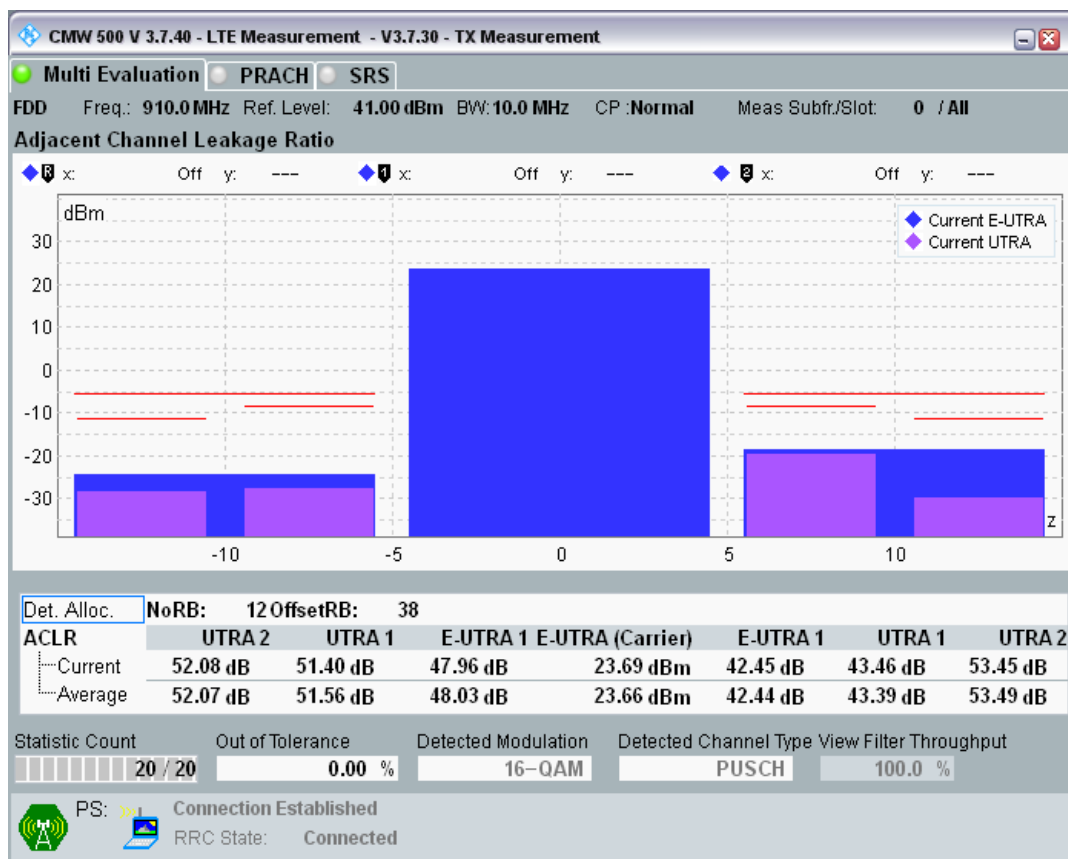 CMW 500 V 3.7.40 - LTE Measurement - V3.7.30 - TX Measurement
Multi Evaluation PRACH SRS
FDD Freq.: 910.0 MHz Ref. Level: 41.00 dBm BW: 10.0 MHz CP :Normal Meas Subfr./Slot: 0 / All
Adjacent Channel Leakage Ratio
R x: Off y: --- 1 x: Off y: --- 2 x: Off y: ---
dBm
Current E-UTRA
Current UTRA
30
20
10
0
-10
-20
-30
z
-10 -5 0 5 10
Det. Alloc. NoRB: 12 OffsetRB: 38
ACLR UTRA 2 UTRA 1 E-UTRA 1 E-UTRA (Carrier) E-UTRA 1 UTRA 1 UTRA 2
Current 52.08 dB 51.40 dB 47.96 dB 23.69 dBm 42.45 dB 43.46 dB 53.45 dB
Average 52.07 dB 51.56 dB 48.03 dB 23.66 dBm 42.44 dB 43.39 dB 53.49 dB
Statistic Count Out of Tolerance Detected Modulation Detected Channel Type View Filter Throughput
20 / 20 0.00 % 16-QAM PUSCH 100.0 %
PS: Connection Established
RRC State: Connected